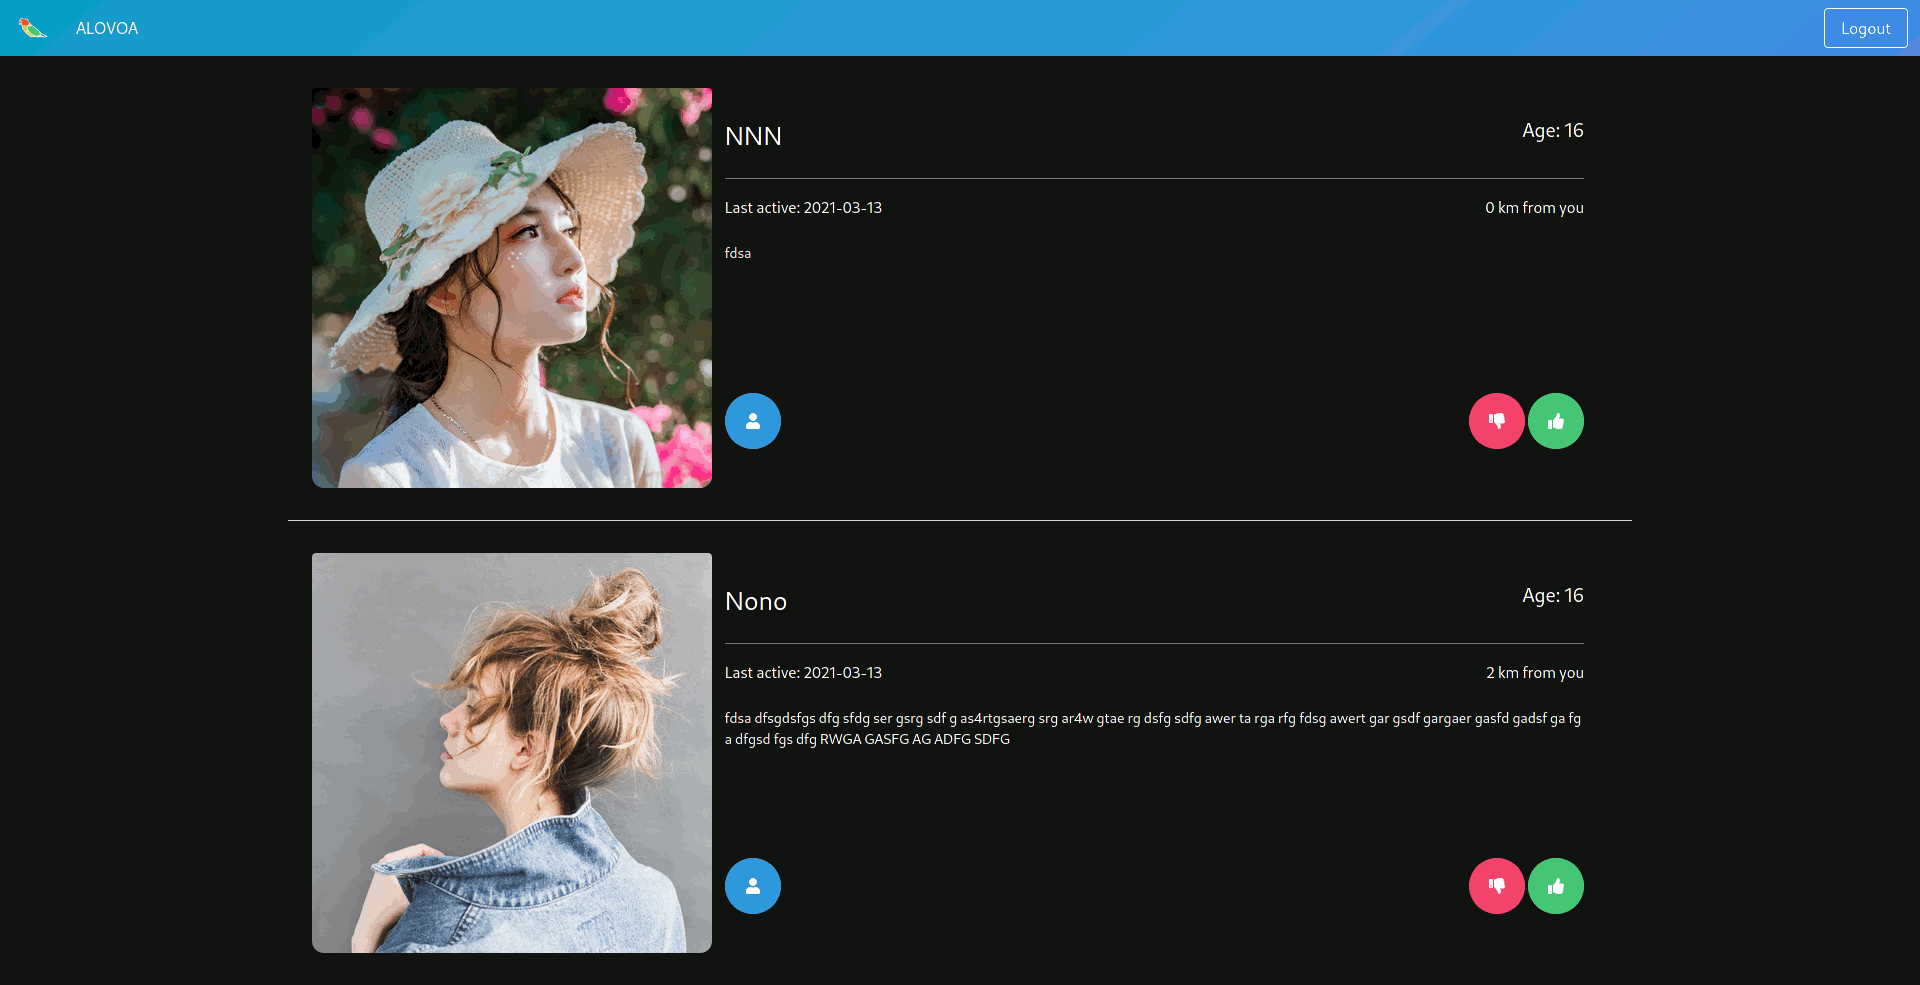 ALOVOA
Logout
NNN
Age: 16
Last active: 2021-03-13
0 km from you
fdsa
Nono
Age: 16
Last active: 2021-03-13
2 km from you
fdsa dfsgdsfgs dfg sfdg ser gsrg sdf g as4rtgsaerg srg ar4w gtae rg dsfg sdfg awer ta rga rfg fdsg awert gar gsdf gargaer gasfd gadsf ga fg
a dfgsd fgs dfg RWGA GASFG AG ADFG SDFG